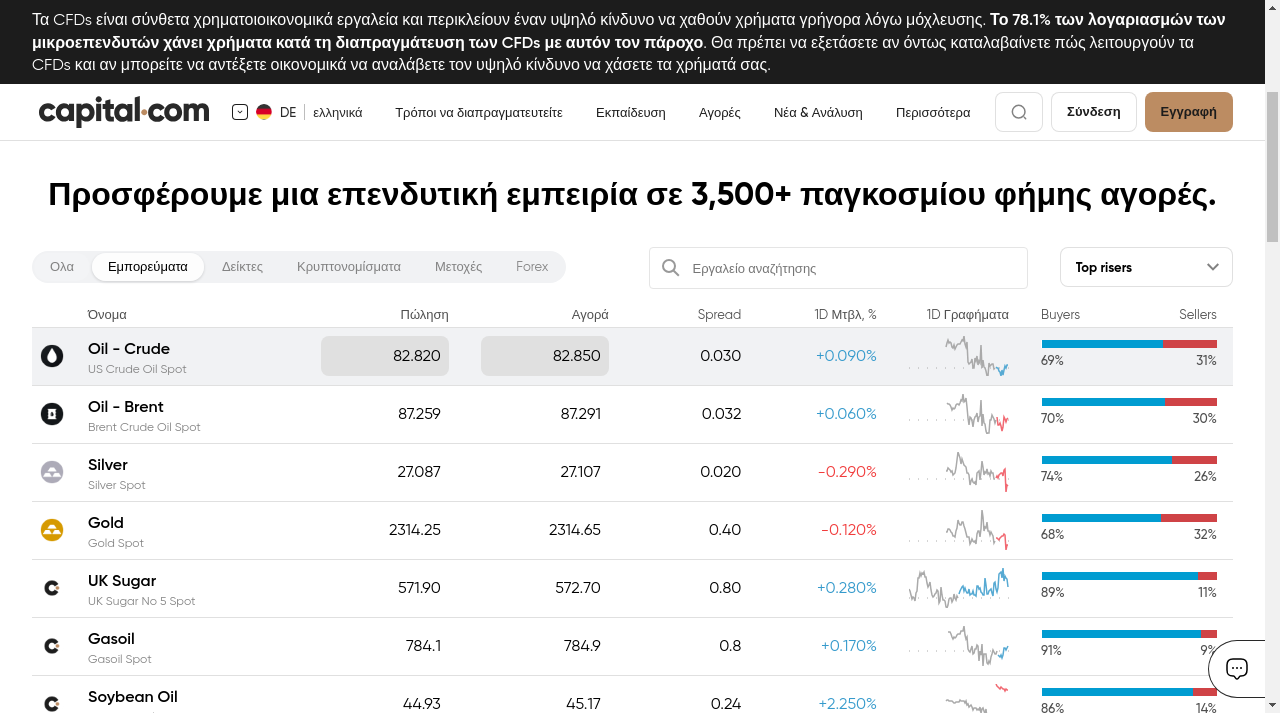 Τα CFDs είναι σύνθετα χρηματοιοικονομικά εργαλεία και περικλείουν έναν υψηλό κίνδυνο να χαθούν χρήματα γρήγορα λόγω μόχλευσης. Το 78.1% των λογαριασμών των
μικροεπενδυτών χάνει χρήματα κατά τη διαπραγμάτευση των CFDs με αυτόν τον πάροχο. Θα πρέπει να εξετάσετε αν όντως καταλαβαίνετε πώς λειτουργούν τα
CFDs και αν μπορείτε να αντέξετε οικονομικά να αναλάβετε τον υψηλό κίνδυνο να χάσετε τα χρήματά σας.
capital.com DE ελληνικά Τρόποι να διαπραγματευτείτε Εκπαίδευση Αγορές Νέα & Ανάλυση Περισσότερα Σύνδεση Εγγραφή
Προσφέρουμε μια επενδυτική εμπειρία σε 3,500+ παγκοσμίου φήμης αγορές.
Ολα Εμπορεύματα Δείκτες Κρυπτονομίσματα Μετοχές Forex Εργαλείο αναζήτησης Top risers
Όνομα Πώληση Αγορά Spread 1D Μτβλ, % 1D Γραφήματα Buyers Sellers
Oil - Crude 82.820 82.850 0.030 +0.090%
US Crude Oil Spot 69% 31%
Oil - Brent 87.259 87.291 0.032 +0.060%
Brent Crude Oil Spot 70% 30%
Silver 27.087 27.107 0.020 -0.290%
Silver Spot 74% 26%
Gold 2314.25 2314.65 0.40 -0.120%
Gold Spot 68% 32%
UK Sugar 571.90 572.70 0.80 +0.280%
UK Sugar No 5 Spot 89% 11%
Gasoil 784.1 784.9 0.8 +0.170%
Gasoil Spot 91% 9%
Soybean Oil 44.93 45.17 0.24 +2.250%
86% 14%